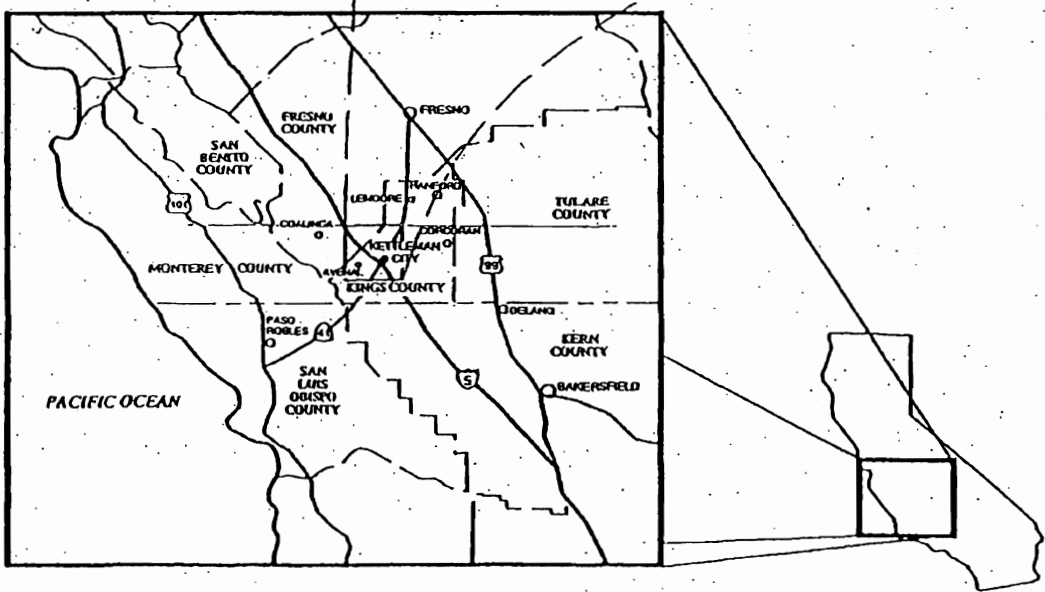 FRESNO
FRESNO
COUNTY
SAN
BENITO
COUNTY
HANFORD
LEMOORE
TULARE
COUNTY
101
COALINGA
CORCORAN
KETTLEMAN
CITY
99
MONTEREY COUNTY
AVENAL
KINGS COUNTY
DELANO
PASO
ROBLES
41
KERN
COUNTY
SAN
LUIS
OBISPO
COUNTY
5
BAKERSFIELD
PACIFIC OCEAN